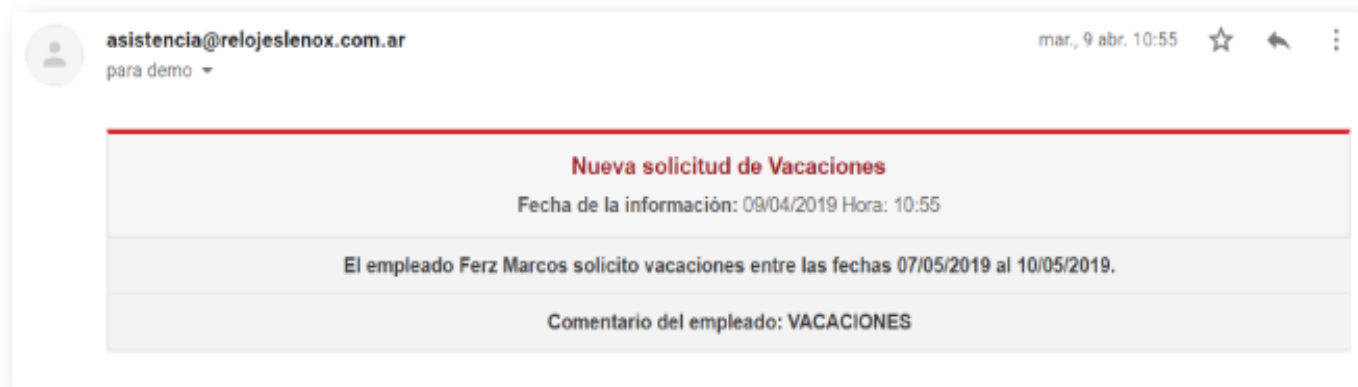 asistencia@relojeslenox.com.ar
mar., 9 abr. 10:55
para demo
Nueva solicitud de Vacaciones
Fecha de la información: 09/04/2019 Hora: 10:55
El empleado Ferz Marcos solicito vacaciones entre las fechas 07/05/2019 al 10/05/2019.
Comentario del empleado: VACACIONES